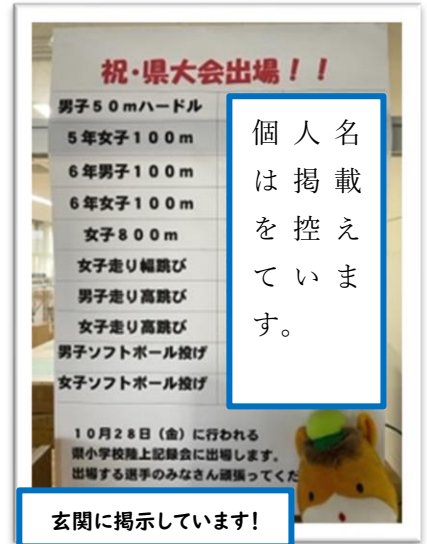 祝・県大会出場！！
男子５０ｍハードル
５年女子１００ｍ
６年男子１００ｍ
６年女子１００ｍ
女子８００ｍ
女子走り幅跳び
男子走り高跳び
女子走り高跳び
男子ソフトボール投げ
女子ソフトボール投げ
個人名
は掲載
を控え
ていま
す。
１０月２８日（金）に行われる
県小学校陸上記録会に出場します。
出場する選手のみなさん頑張ってくだ
玄関に掲示しています！